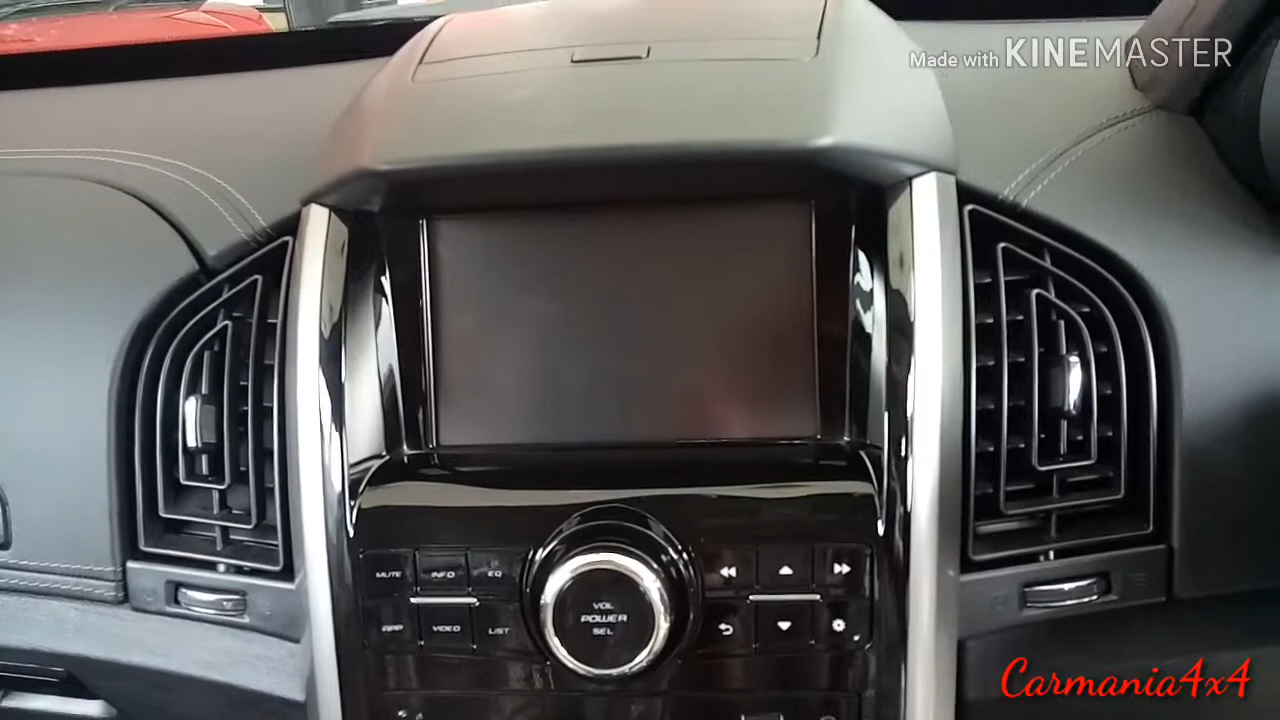 Made with KINEMASTER
MUTE INFO EQ
APP VIDEO LIST
VOL
POWER
SEL
Carmania4x4